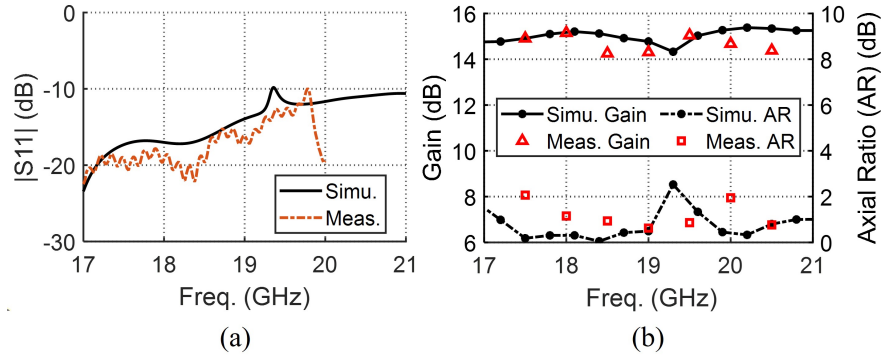 0
-10
-20
-30
|S11| (dB)
Simu.
Meas.
17 18 19 20 21
Freq. (GHz)
(a)
16
14
12
10
8
6
Gain (dB)
Simu. Gain Simu. AR
Meas. Gain Meas. AR
10
8
6
4
2
0
Axial Ratio (AR) (dB)
17 18 19 20 21
Freq. (GHz)
(b)